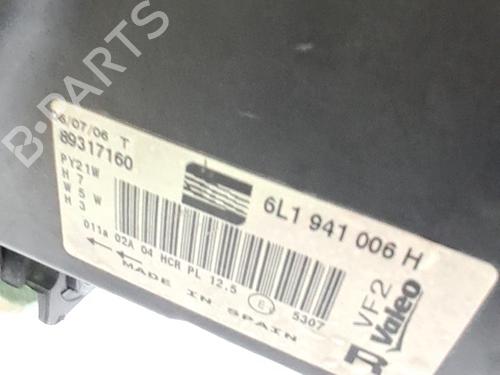 B-PARTS
06/07/06 T
89317160
PY21W
H 7
W 5 W
H 3
6L1 941 006 H
011a 02A 04 HCR PL 12.5
E
5307
MADE IN SPAIN
VF2
Valeo